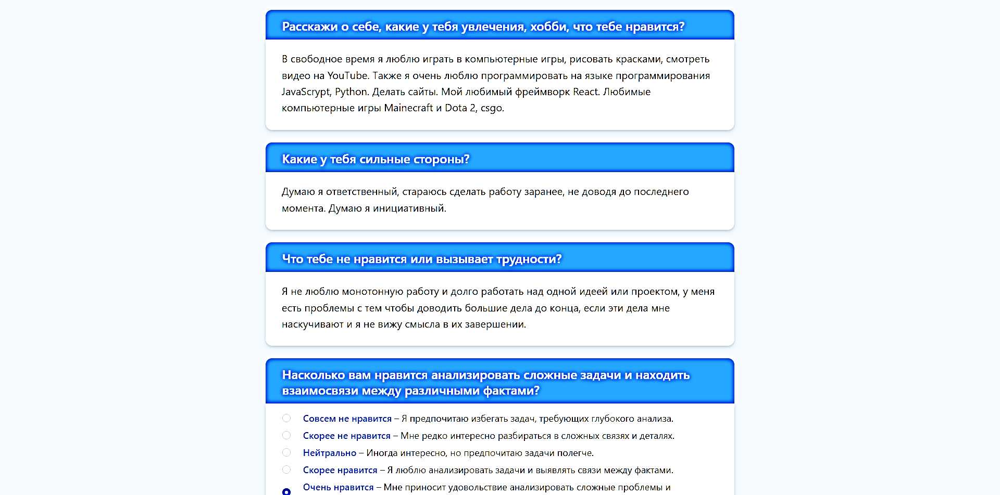 Расскажи о себе, какие у тебя увлечения, хобби, что тебе нравится?
В свободное время я люблю играть в компьютерные игры, рисовать красками, смотреть
видео на YouTube. Также я очень люблю программировать на языке программирования
JavaScrypt, Python. Делать сайты. Мой любимый фреймворк React. Любимые
компьютерные игры Mainecraft и Dota 2, csgo.
Какие у тебя сильные стороны?
Думаю я ответственный, стараюсь сделать работу заранее, не доводя до последнего
момента. Думаю я инициативный.
Что тебе не нравится или вызывает трудности?
Я не люблю монотонную работу и долго работать над одной идеей или проектом, у меня
есть проблемы с тем чтобы доводить большие дела до конца, если эти дела мне
наскучивают и я не вижу смысла в их завершении.
Насколько вам нравится анализировать сложные задачи и находить
взаимосвязи между различными фактами?
Совсем не нравится – Я предпочитаю избегать задач, требующих глубокого анализа.
Скорее не нравится – Мне редко интересно разбираться в сложных связях и деталях.
Нейтрально – Иногда интересно, но предпочитаю задачи полегче.
Скорее нравится – Я люблю анализировать задачи и выявлять связи между фактами.
Очень нравится – Мне приносит удовольствие анализировать сложные проблемы и